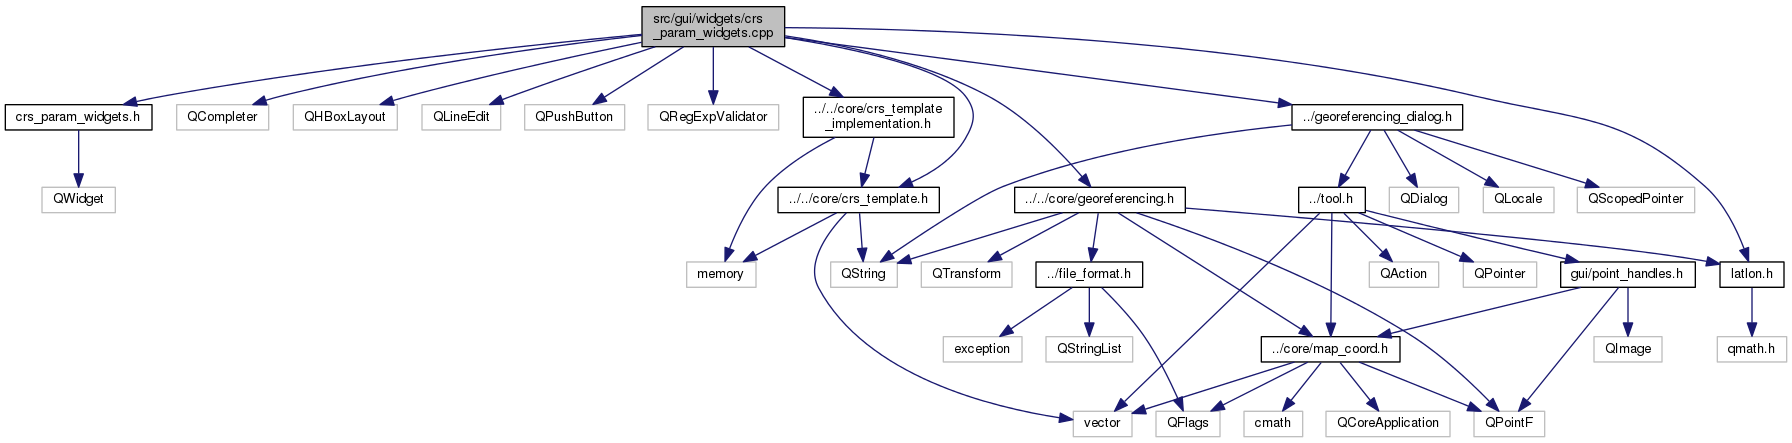 src/gui/widgets/crs
_param_widgets.cpp
crs_param_widgets.h
QCompleter
QHBoxLayout
QLineEdit
QPushButton
QRegExpValidator
../../core/crs_template
_implementation.h
../georeferencing_dialog.h
QWidget
../../core/crs_template.h
../../core/georeferencing.h
../tool.h
QDialog
QLocale
QScopedPointer
memory
QString
QTransform
../file_format.h
QAction
QPointer
gui/point_handles.h
latlon.h
exception
QStringList
../core/map_coord.h
QImage
qmath.h
vector
QFlags
cmath
QCoreApplication
QPointF